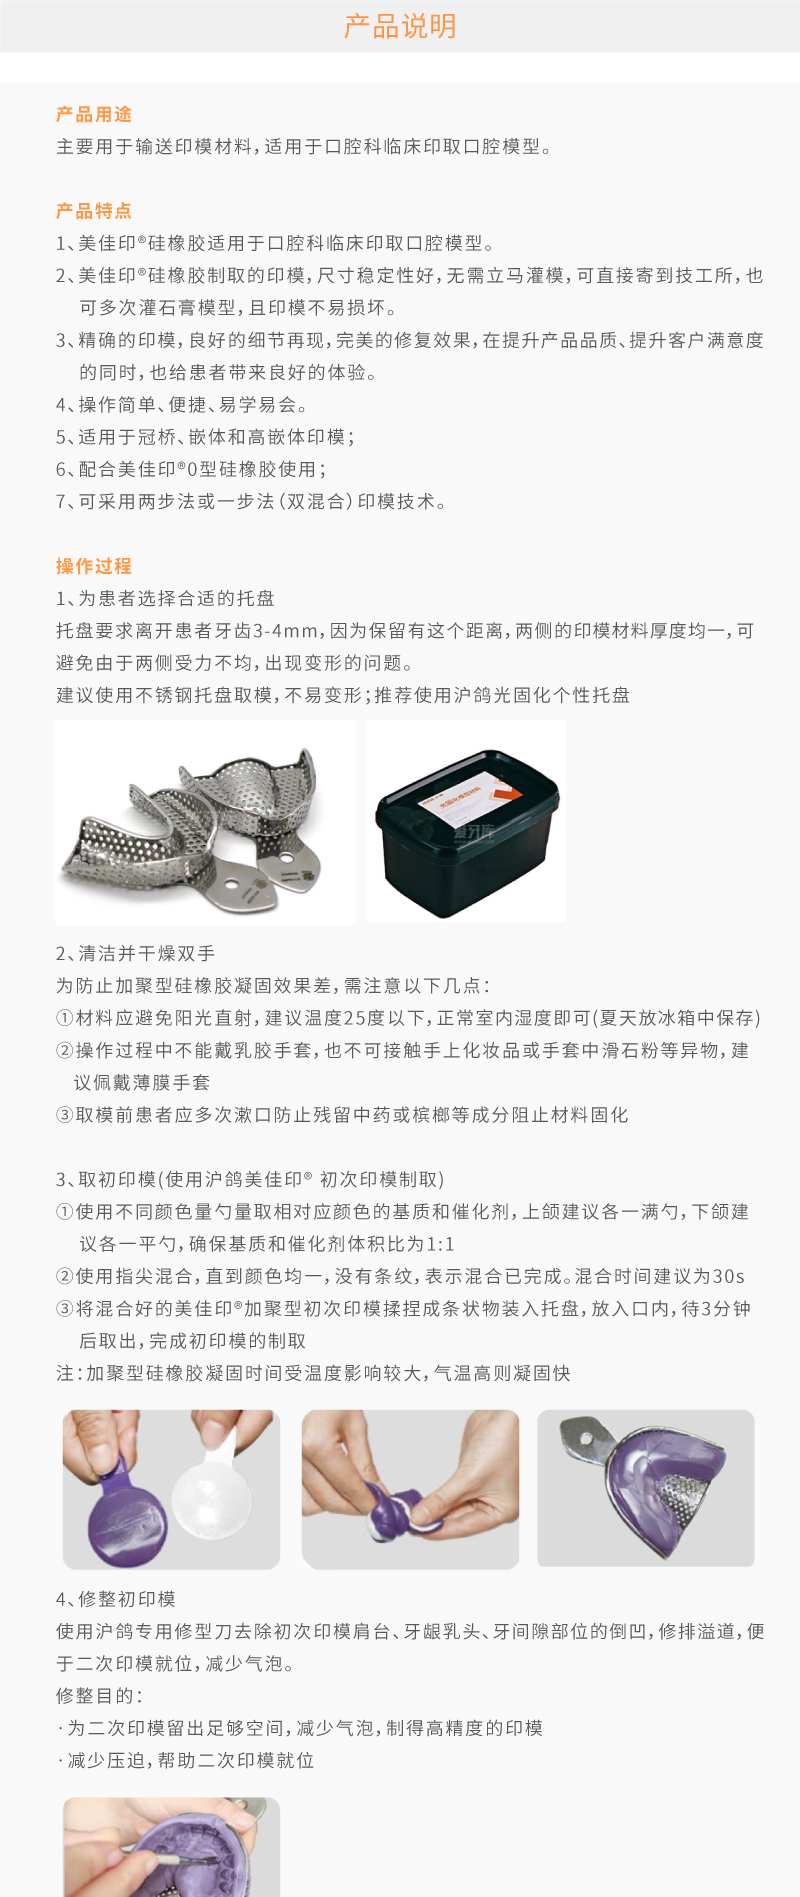 产品说明
产品用途
主要用于输送印模材料，适用于口腔科临床印取口腔模型。
产品特点
1、美佳印®硅橡胶适用于口腔科临床印取口腔模型。
2、美佳印®硅橡胶制取的印模，尺寸稳定性好，无需立马灌模，可直接寄到技工所，也
可多次灌石膏模型，且印模不易损坏。
3、精确的印模，良好的细节再现，完美的修复效果，在提升产品品质、提升客户满意度
的同时，也给患者带来良好的体验。
4、操作简单、便捷、易学易会。
5、适用于冠桥、嵌体和高嵌体印模；
6、配合美佳印®0型硅橡胶使用；
7、可采用两步法或一步法（双混合）印模技术。
操作过程
1、为患者选择合适的托盘
托盘要求离开患者牙齿3-4mm，因为保留有这个距离，两侧的印模材料厚度均一，可
避免由于两侧受力不均，出现变形的问题。
建议使用不锈钢托盘取模，不易变形；推荐使用沪鸽光固化个性托盘
光固化模型材料
爱牙库
2、清洁并干燥双手
为防止加聚型硅橡胶凝固效果差，需注意以下几点：
①材料应避免阳光直射，建议温度25度以下，正常室内湿度即可(夏天放冰箱中保存)
②操作过程中不能戴乳胶手套，也不可接触手上化妆品或手套中滑石粉等异物，建
议佩戴薄膜手套
③取模前患者应多次漱口防止残留中药或槟榔等成分阻止材料固化
3、取初印模(使用沪鸽美佳印® 初次印模制取)
①使用不同颜色量勺量取相对应颜色的基质和催化剂，上颌建议各一满勺，下颌建
议各一平勺，确保基质和催化剂体积比为1:1
②使用指尖混合，直到颜色均一，没有条纹，表示混合已完成。混合时间建议为30s
③将混合好的美佳印®加聚型初次印模揉捏成条状物装入托盘，放入口内，待3分钟
后取出，完成初印模的制取
注：加聚型硅橡胶凝固时间受温度影响较大，气温高则凝固快
4、修整初印模
使用沪鸽专用修型刀去除初次印模肩台、牙龈乳头、牙间隙部位的倒凹，修排溢道，便
于二次印模就位，减少气泡。
修整目的：
·为二次印模留出足够空间，减少气泡，制得高精度的印模
·减少压迫，帮助二次印模就位